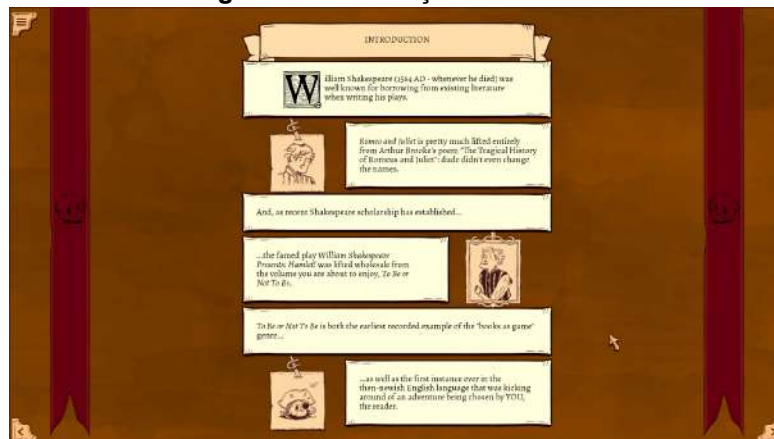 INTRODUCTION
William Shakespeare (1564 AD - whenever he died) was
well known for borrowing from existing literature
when writing his plays.
Romeo and Juliet is pretty much lifted entirely
from Arthur Brooke's poem "The Tragical History
of Romeus and Juliet": dude didn't even change
the names.
And, as recent Shakespeare scholarship has established...
...the famed play William Shakespeare
Presents: Hamlet! was lifted wholesale from
the volume you are about to enjoy, To Be or
Not To Be.
To Be or Not To Be is both the earliest recorded example of the "books as game"
genre...
...as well as the first instance ever in the
then-newish English language that was kicking
around of an adventure being chosen by YOU,
the reader.